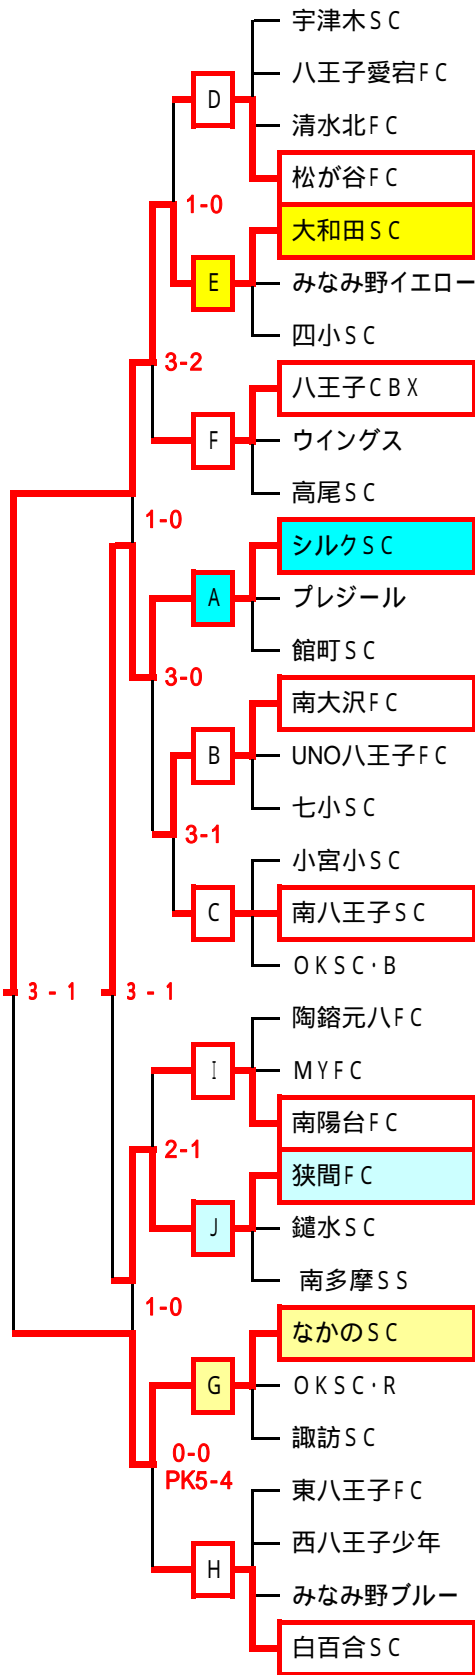 宇津木SC
八王子愛宕FC
D
清水北FC
松が谷FC
1-0
大和田SC
E
みなみ野イエロー
四小SC
3-2
八王子CBX
F
ウイングス
高尾SC
1-0
シルクSC
A
プレジール
館町SC
3-0
南大沢FC
B
UNO八王子FC
七小SC
3-1
小宮小SC
C
南八王子SC
OKSC・B
3-1
3-1
陶鎔元八FC
I
MYFC
南陽台FC
2-1
狭間FC
J
鑓水SC
南多摩SS
1-0
なかのSC
G
OKSC・R
諏訪SC
0-0
PK5-4
東八王子FC
西八王子少年
H
みなみ野ブルー
白百合SC